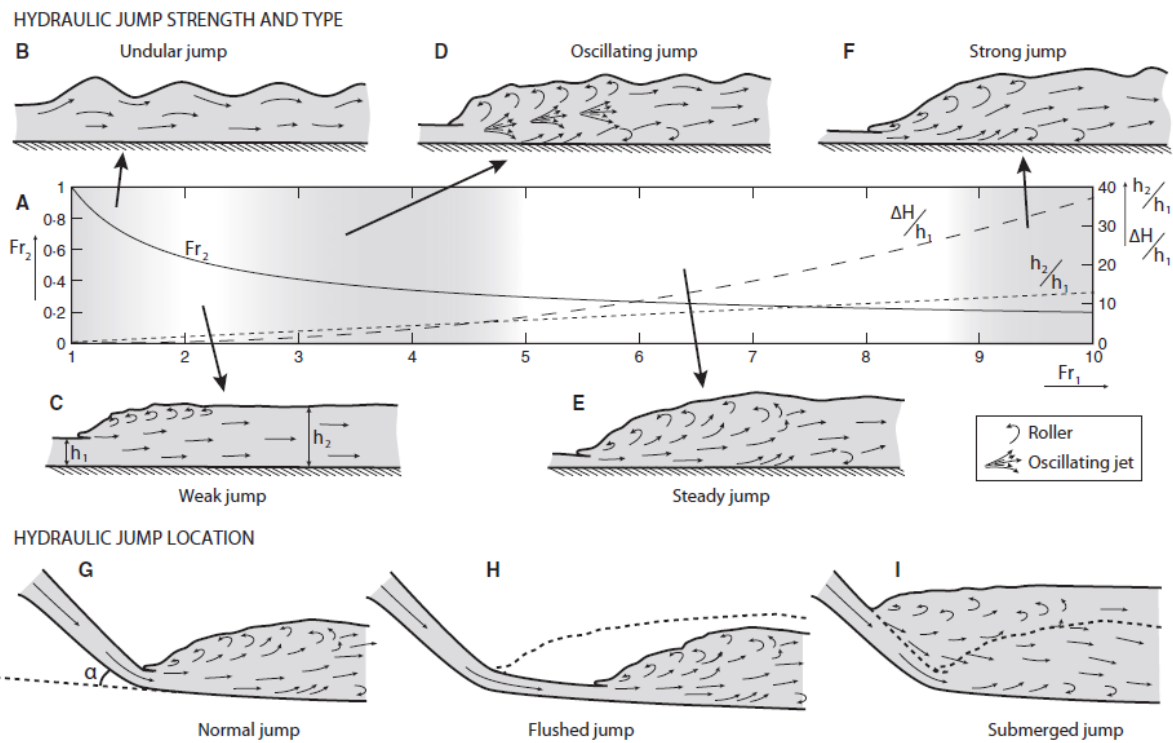 HYDRAULIC JUMP STRENGTH AND TYPE
B Undular jump
D Oscillating jump
F Strong jump
A
1
0·8
0·6
0·4
0·2
0
Fr2
Fr2
ΔH/h1
h2/h1
40
30
20
10
0
h2/h1
ΔH/h1
1 2 3 4 5 6 7 8 9 10
Fr1
C
h1
h2
Weak jump
E
Steady jump
Roller
Oscillating jet
HYDRAULIC JUMP LOCATION
G
α
Normal jump
H
Flushed jump
I
Submerged jump